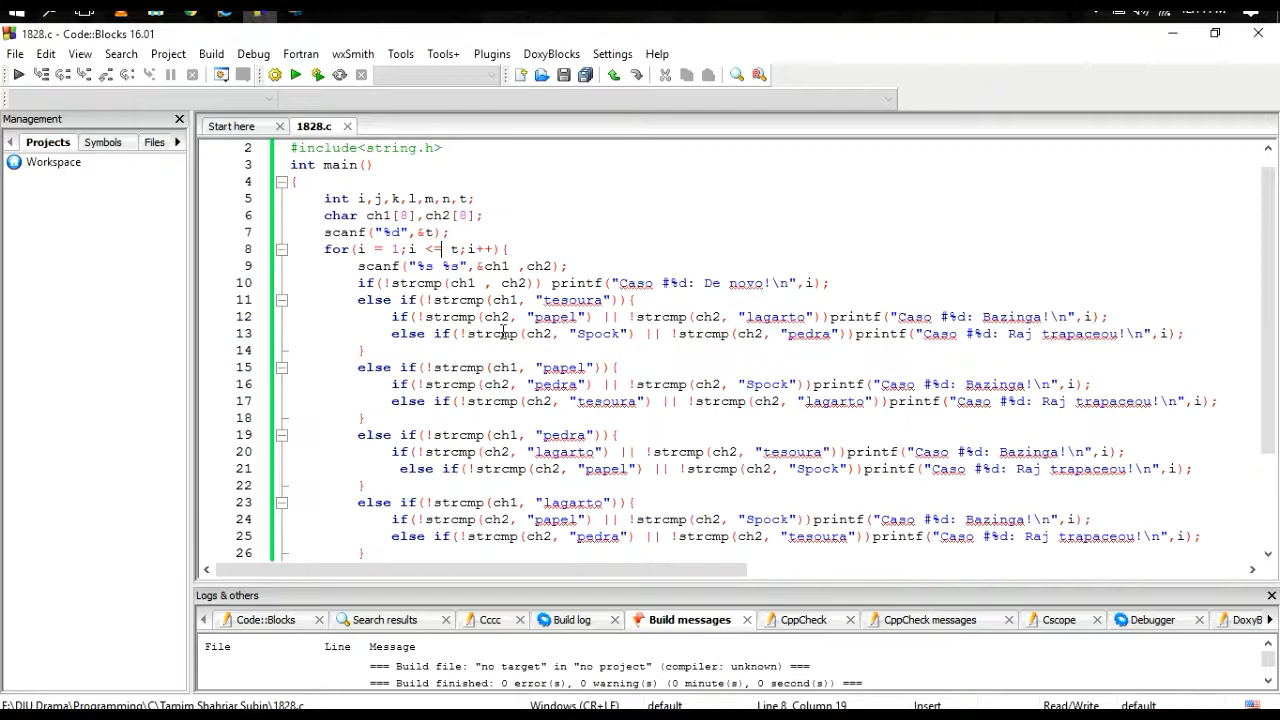 1828.c - Code::Blocks 16.01
File Edit View Search Project Build Debug Fortran wxSmith Tools Tools+ Plugins DoxyBlocks Settings Help
Management
Start here 1828.c
Projects Symbols Files
Workspace
2 #include<string.h>
3 int main()
4 {
5 int i,j,k,l,m,n,t;
6 char ch1[8],ch2[8];
7 scanf("%d",&t);
8 for(i = 1;i <= t;i++){
9 scanf("%s %s",&ch1 ,ch2);
10 if(!strcmp(ch1 , ch2)) printf("Caso #%d: De novo!\n",i);
11 else if(!strcmp(ch1, "tesoura")){
12 if(!strcmp(ch2, "papel") || !strcmp(ch2, "lagarto"))printf("Caso #%d: Bazinga!\n",i);
13 else if(!strcmp(ch2, "Spock") || !strcmp(ch2, "pedra"))printf("Caso #%d: Raj trapaceou!\n",i);
14 }
15 else if(!strcmp(ch1, "papel")){
16 if(!strcmp(ch2, "pedra") || !strcmp(ch2, "Spock"))printf("Caso #%d: Bazinga!\n",i);
17 else if(!strcmp(ch2, "tesoura") || !strcmp(ch2, "lagarto"))printf("Caso #%d: Raj trapaceou!\n",i);
18 }
19 else if(!strcmp(ch1, "pedra")){
20 if(!strcmp(ch2, "lagarto") || !strcmp(ch2, "tesoura"))printf("Caso #%d: Bazinga!\n",i);
21 else if(!strcmp(ch2, "papel") || !strcmp(ch2, "Spock"))printf("Caso #%d: Raj trapaceou!\n",i);
22 }
23 else if(!strcmp(ch1, "lagarto")){
24 if(!strcmp(ch2, "papel") || !strcmp(ch2, "Spock"))printf("Caso #%d: Bazinga!\n",i);
25 else if(!strcmp(ch2, "pedra") || !strcmp(ch2, "tesoura"))printf("Caso #%d: Raj trapaceou!\n",i);
26 }
Logs & others
Code::Blocks Search results Cccc Build log Build messages CppCheck CppCheck messages Cscope Debugger DoxyB
File Line Message
=== Build file: "no target" in "no project" (compiler: unknown) ===
=== Build finished: 0 error(s), 0 warning(s) (0 minute(s), 0 second(s)) ===
E:\DIU Drama\Programming\C\Tamim Shahriar Subin\1828.c Windows (CR+LF) default Line 8, Column 19 Insert Read/Write default